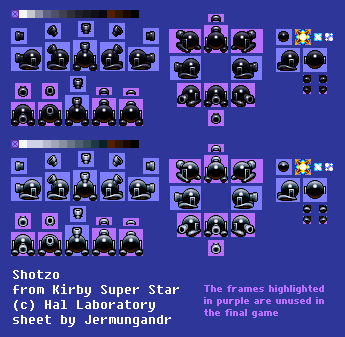 Shotzo
from Kirby Super Star
(c) Hal Laboratory
sheet by Jermungandr
The frames highlighted
in purple are unused in
the final game